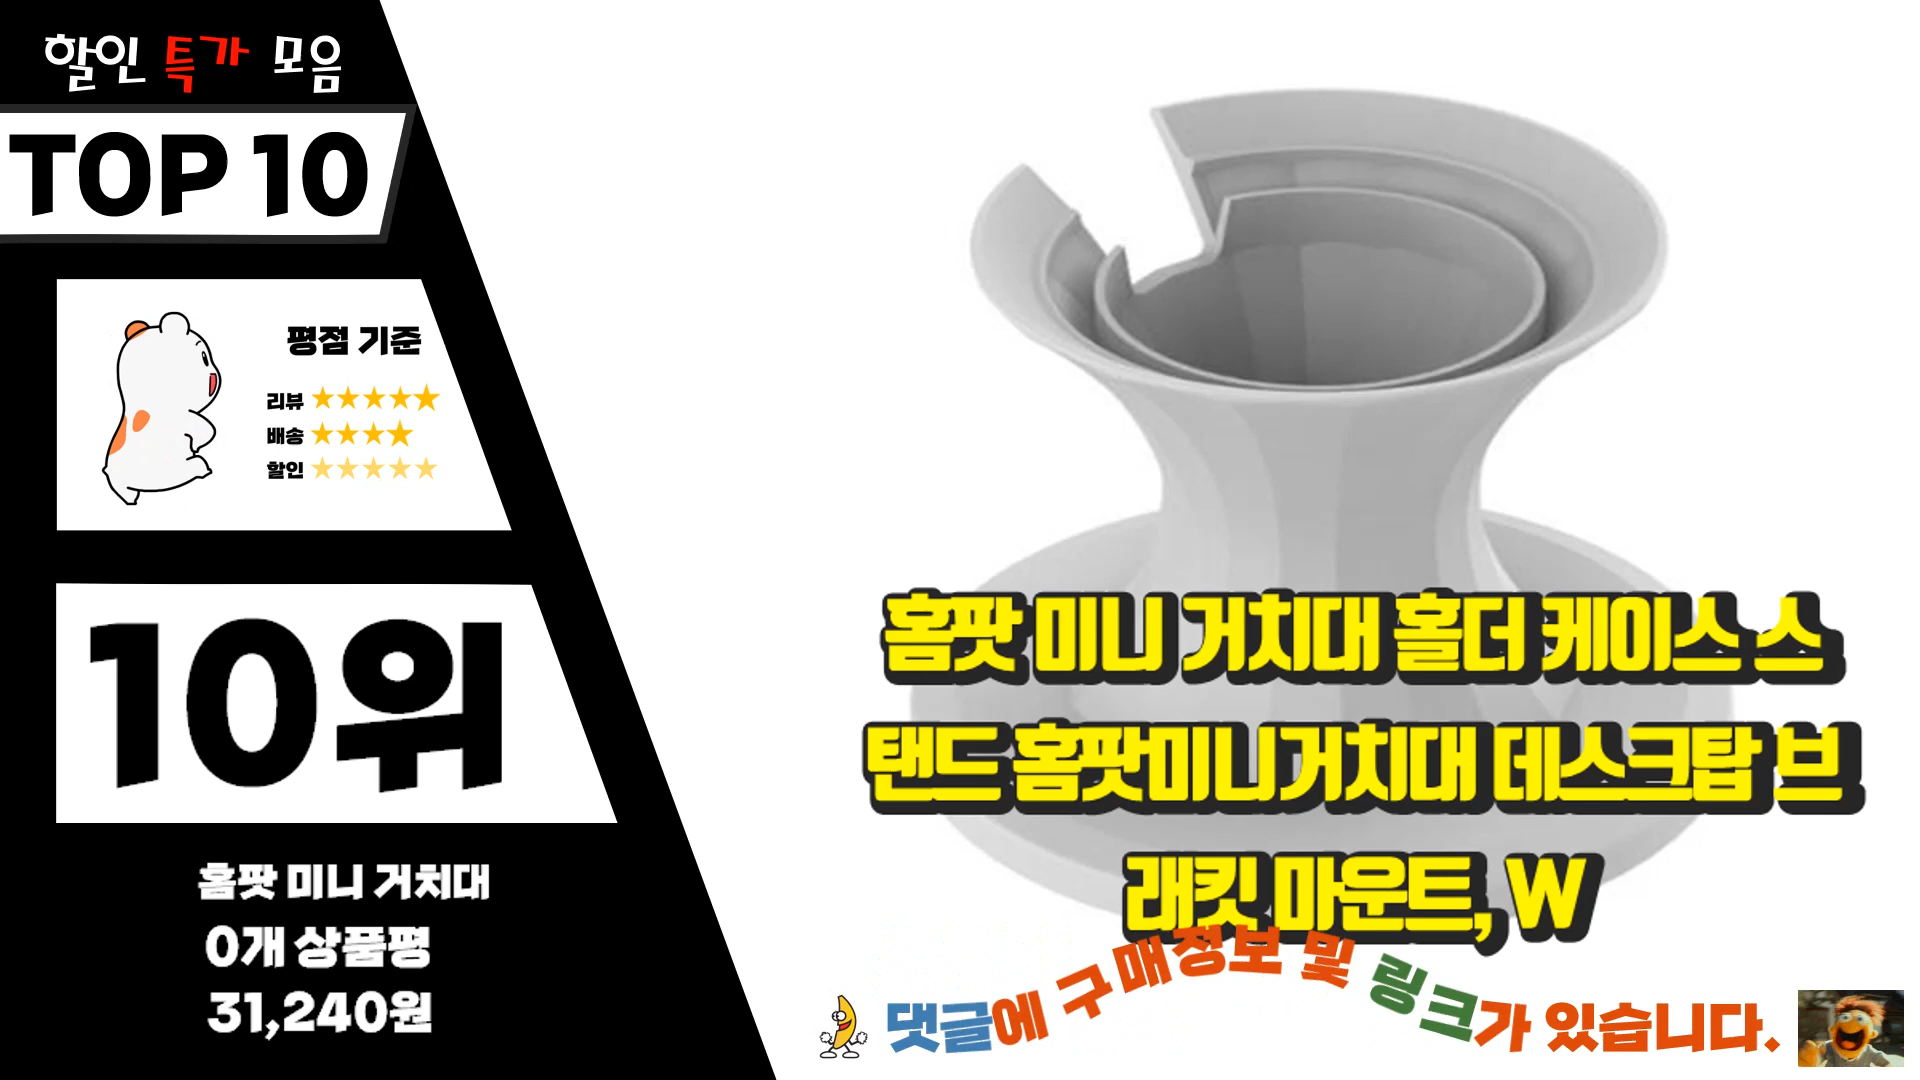 할인 특가 모음
TOP 10
평점 기준
리뷰 ★★★★★
배송 ★★★★
할인 ★★★★★
10위
홈팟 미니 거치대
0개 상품평
31,240원
홈팟 미니 거치대 홀더 케이스 스
탠드 홈팟미니거치대 데스크탑 브
래킷 마운트, W
댓글에 구매정보 및 링크가 있습니다.